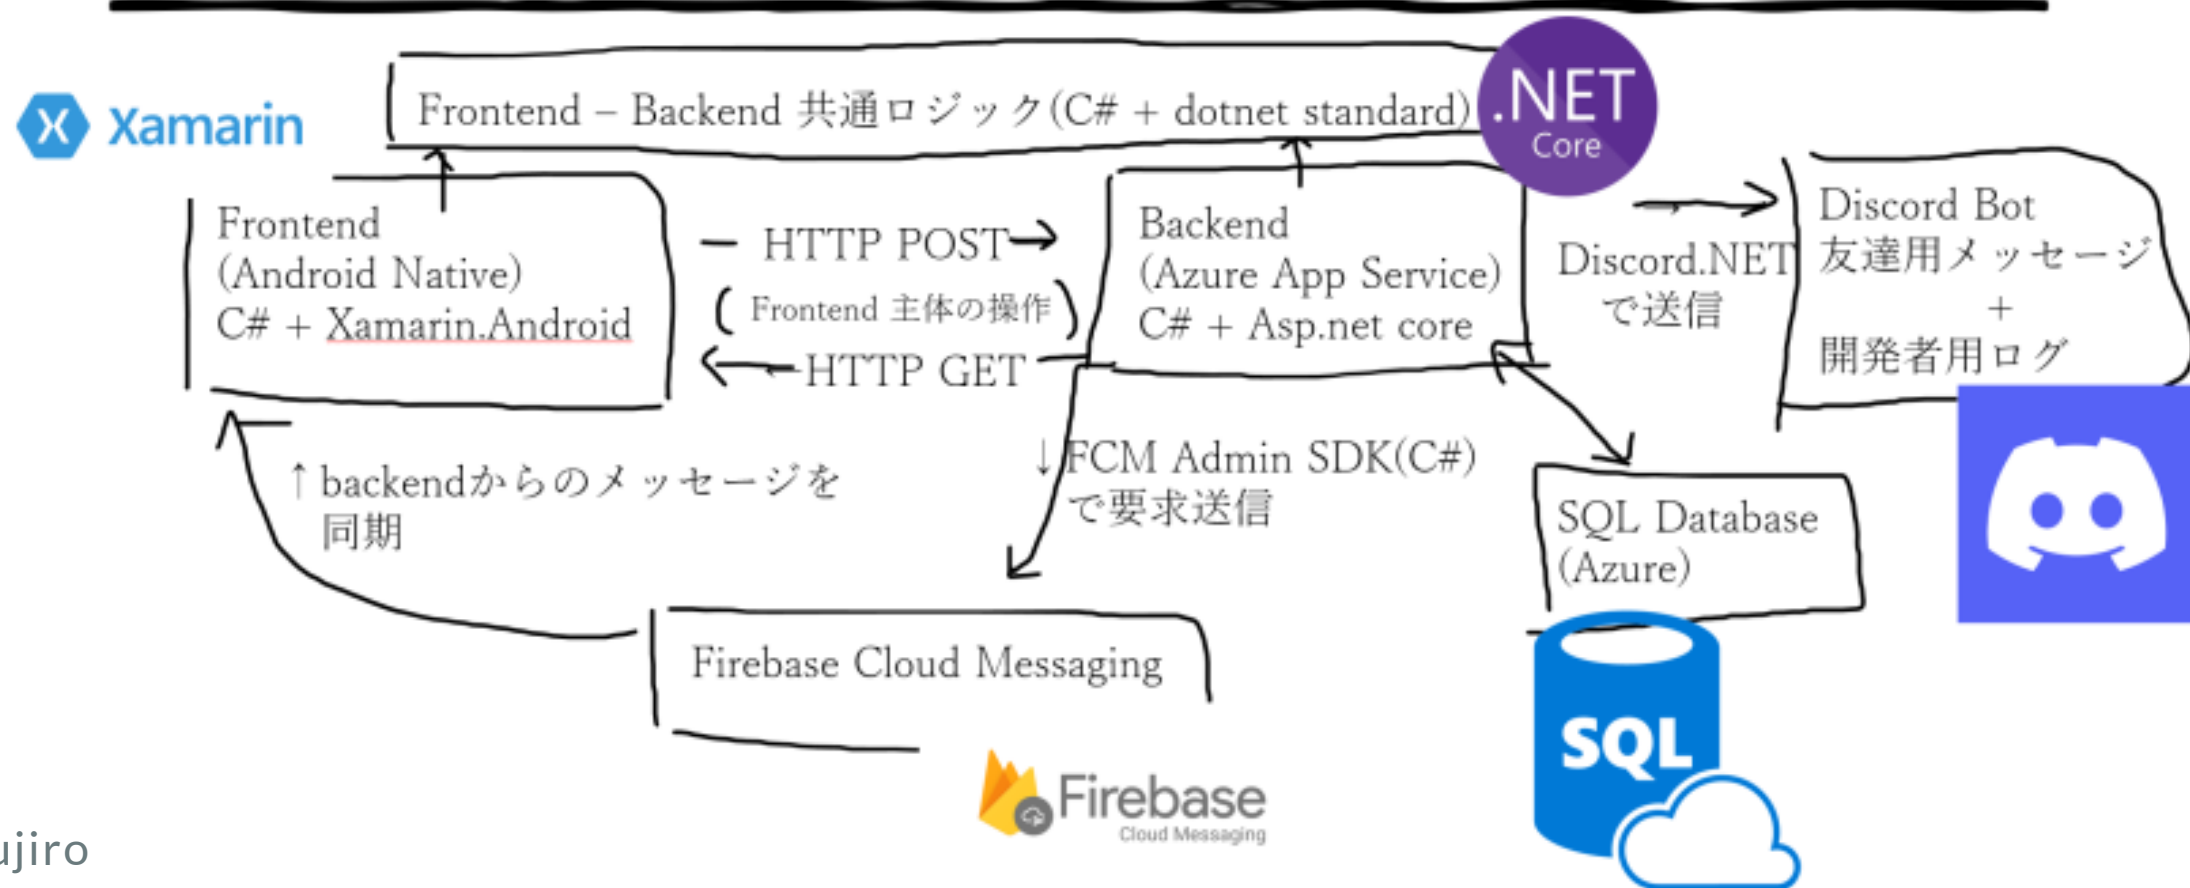 Xamarin
Frontend – Backend 共通ロジック(C# + dotnet standard)
.NET
Core
Frontend
(Android Native)
C# + Xamarin.Android
HTTP POST
Frontend 主体の操作
←HTTP GET
Backend
(Azure App Service)
C# + Asp.net core
Discord.NET
で送信
Discord Bot
友達用メッセージ
+
開発者用ログ
↑backendからのメッセージを
同期
↓FCM Admin SDK(C#)
で要求送信
SQL Database
(Azure)
Firebase Cloud Messaging
SQL
Firebase
Cloud Messaging
ujiro